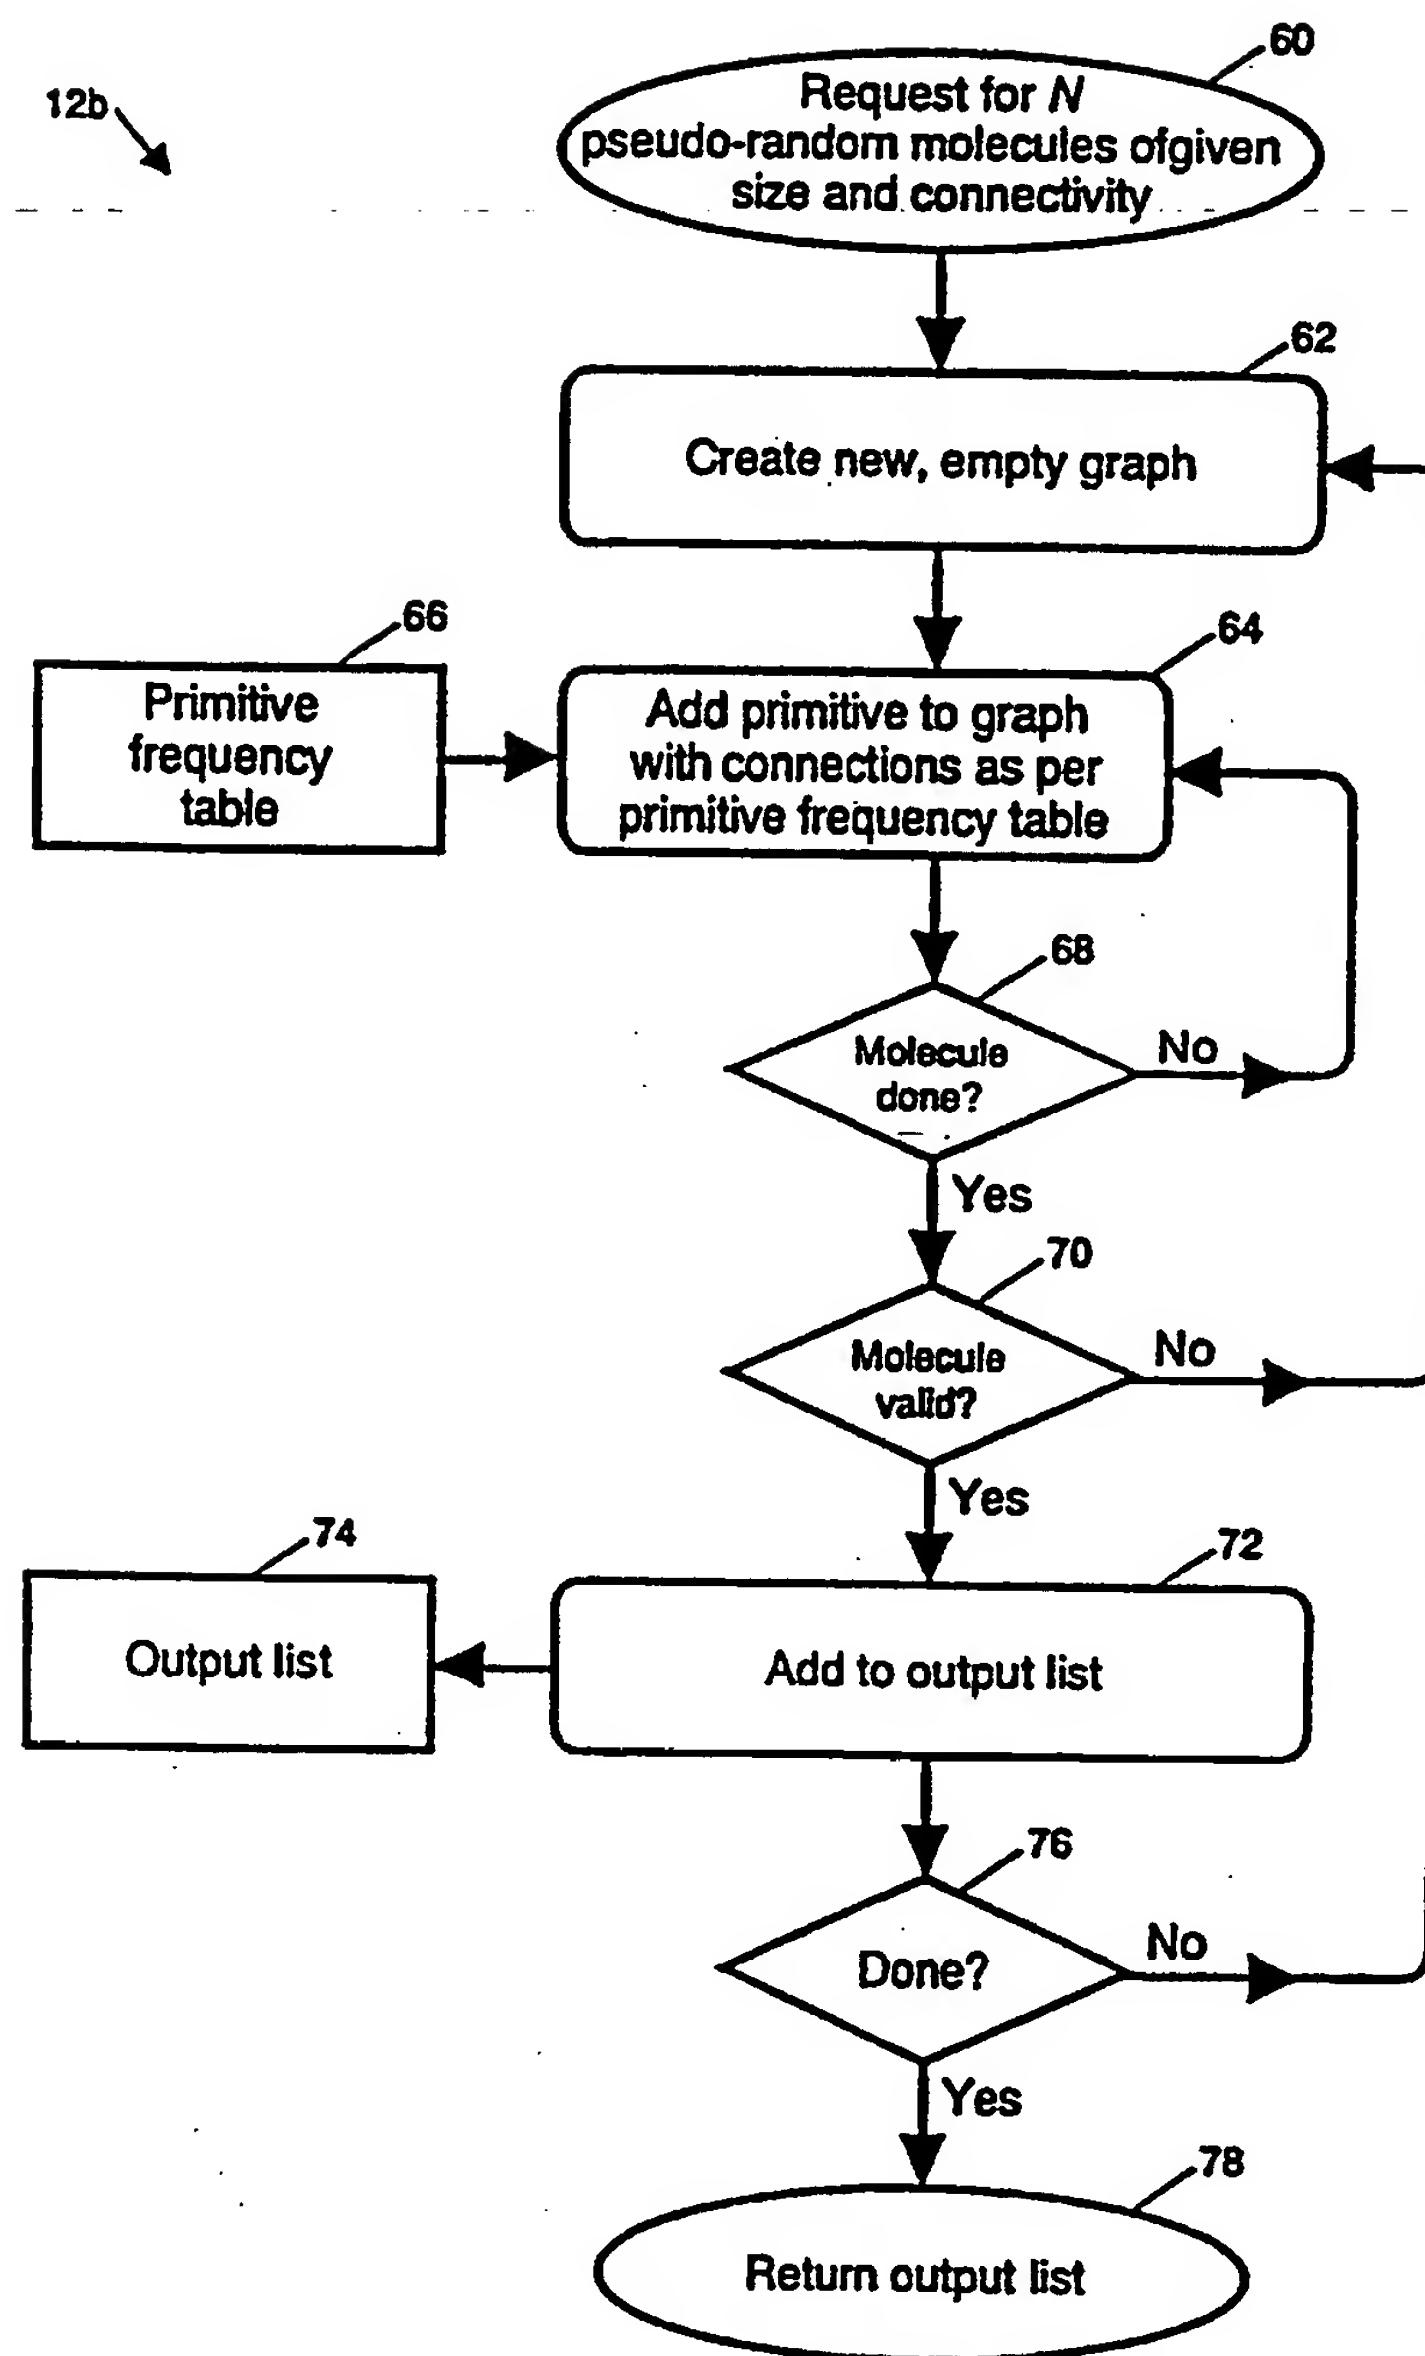 12b
60
Request for N
pseudo-random molecules ofgiven
size and connectivity
62
Create new, empty graph
66
Primitive
frequency
table
64
Add primitive to graph
with connections as per
primitive frequency table
68
Molecule
done?
No
Yes
70
Molecule
valid?
No
Yes
74
Output list
72
Add to output list
76
Done?
No
Yes
78
Return output list